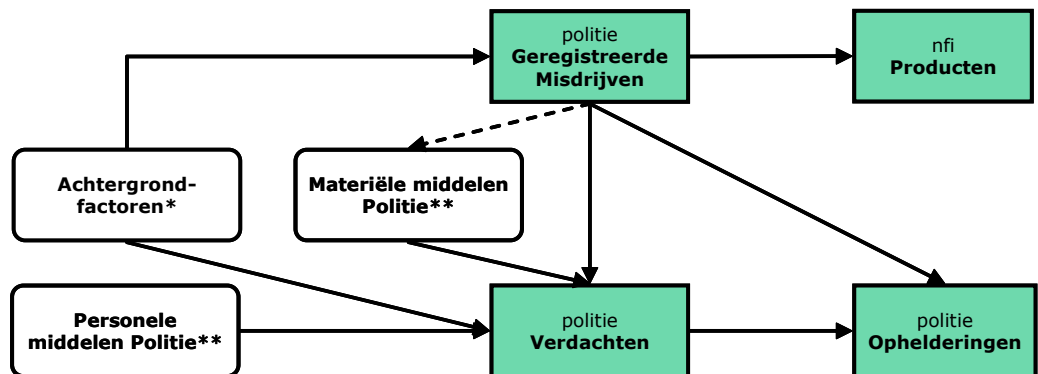 politie
Geregistreerde
Misdrijven
nfi
Producten
Achtergrond-
factoren*
Materiële middelen
Politie**
Personele
middelen Politie**
politie
Verdachten
politie
Ophelderingen